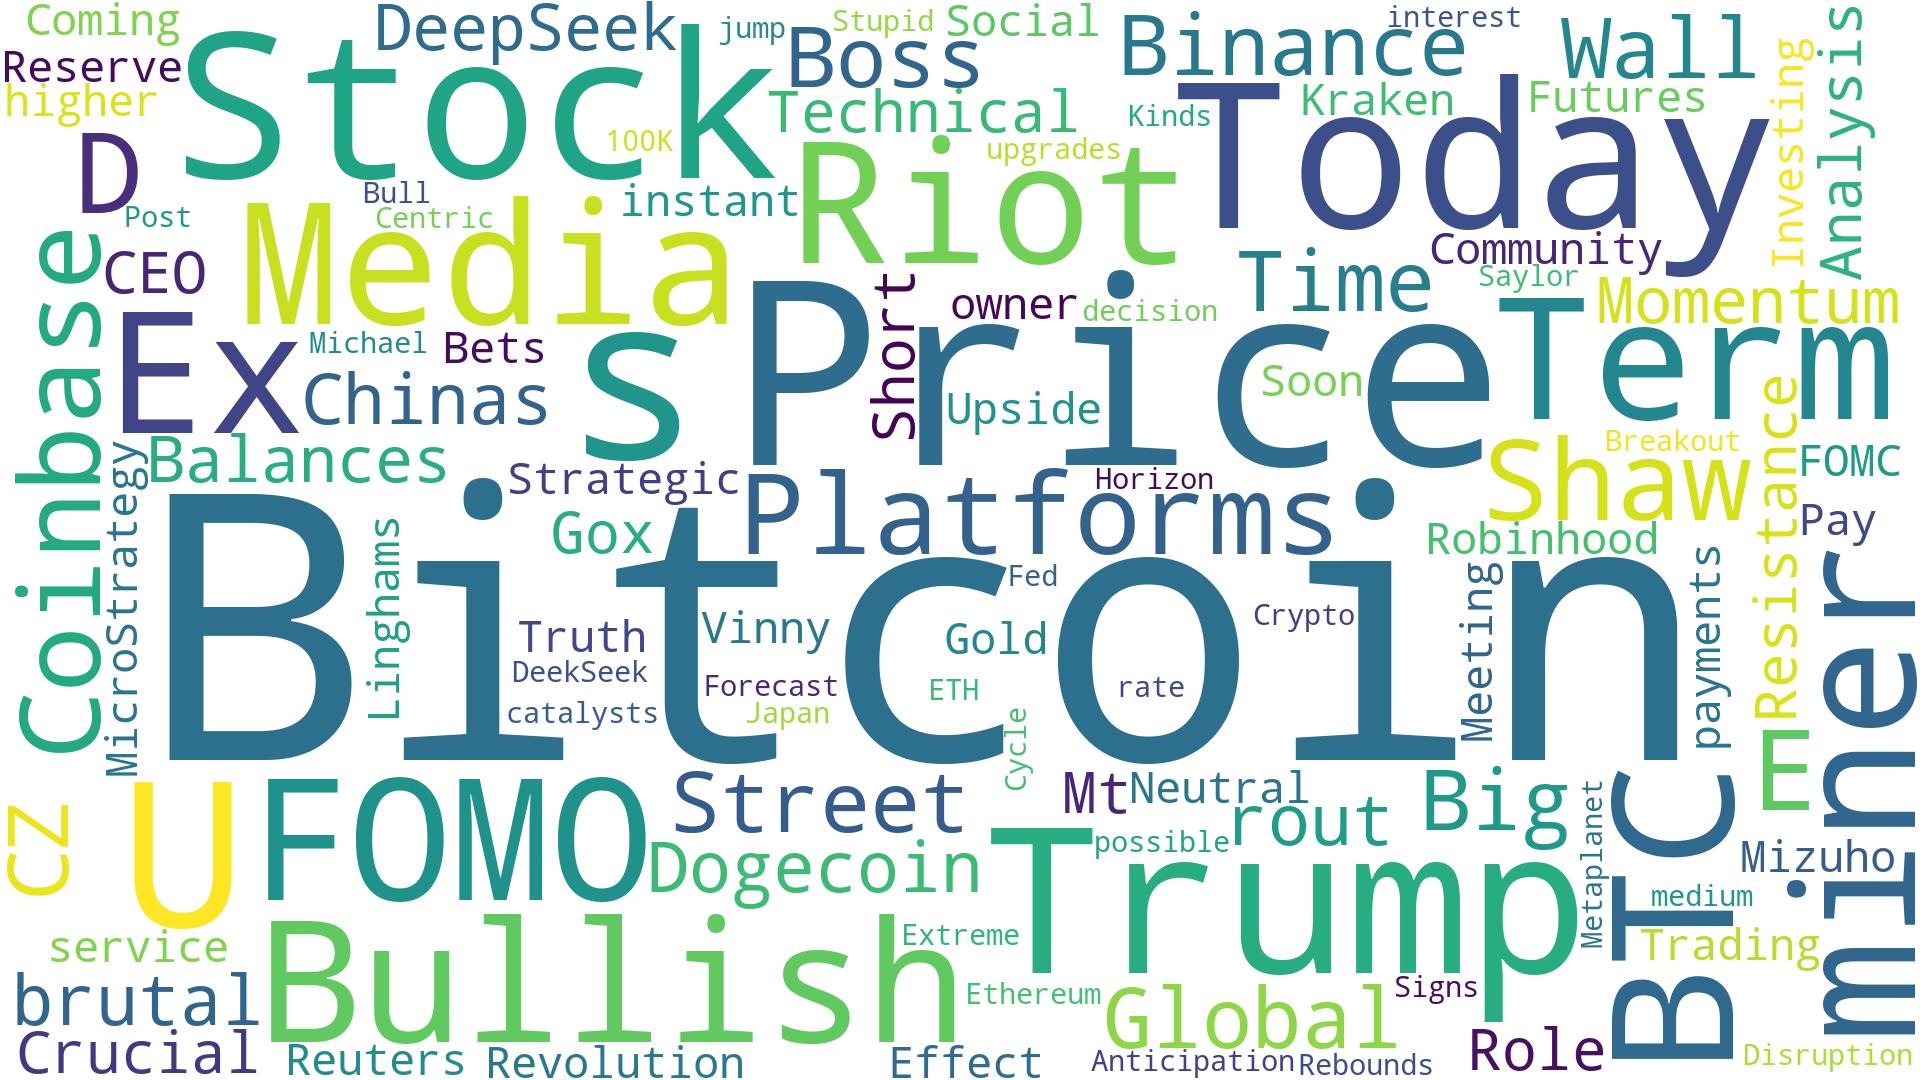 Coming
DeepSeek
jump
Stupid
Social
interest
Binance
Wall
Analysis
Reserve
Stock
Boss
higher
100K
Technical
Kinds
Today
Kraken
Futures
Investing
D
Riot
upgrades
Post
Bull
Centric
instant
Media
Community
Coinbase
CEO
Time
Saylor
Momentum
Ex
Michael
Bets
s
Price
Short
owner
decision
Term
Chinas
Upside
Soon
Balances
Strategic
Platforms
Horizon
Shaw
Breakout
Resistance
FOMC
MicroStrategy
Gox
Robinhood
Pay
Bitcoin
Linghams
Fed
Meeting
payments
miner
Truth
Vinny
Gold
Crypto
DeekSeek
Forecast
ETH
rate
catalysts
Japan
Cycle
E
CZ
U
FOMO
Street
Mt
Neutral
Big
BTC
rout
possible
Metaplanet
Mizuho
Dogecoin
Trump
medium
service
Bullish
Extreme
Trading
brutal
Ethereum
Global
Signs
Crucial
Reuters
Revolution
Effect
Anticipation
Rebounds
Role
Disruption